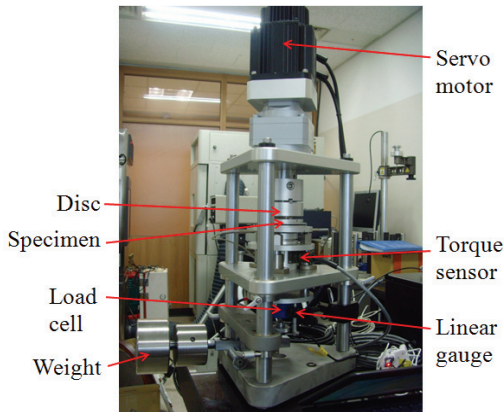 Servo
motor
Disc
Specimen
Torque
sensor
Load
cell
Linear
gauge
Weight